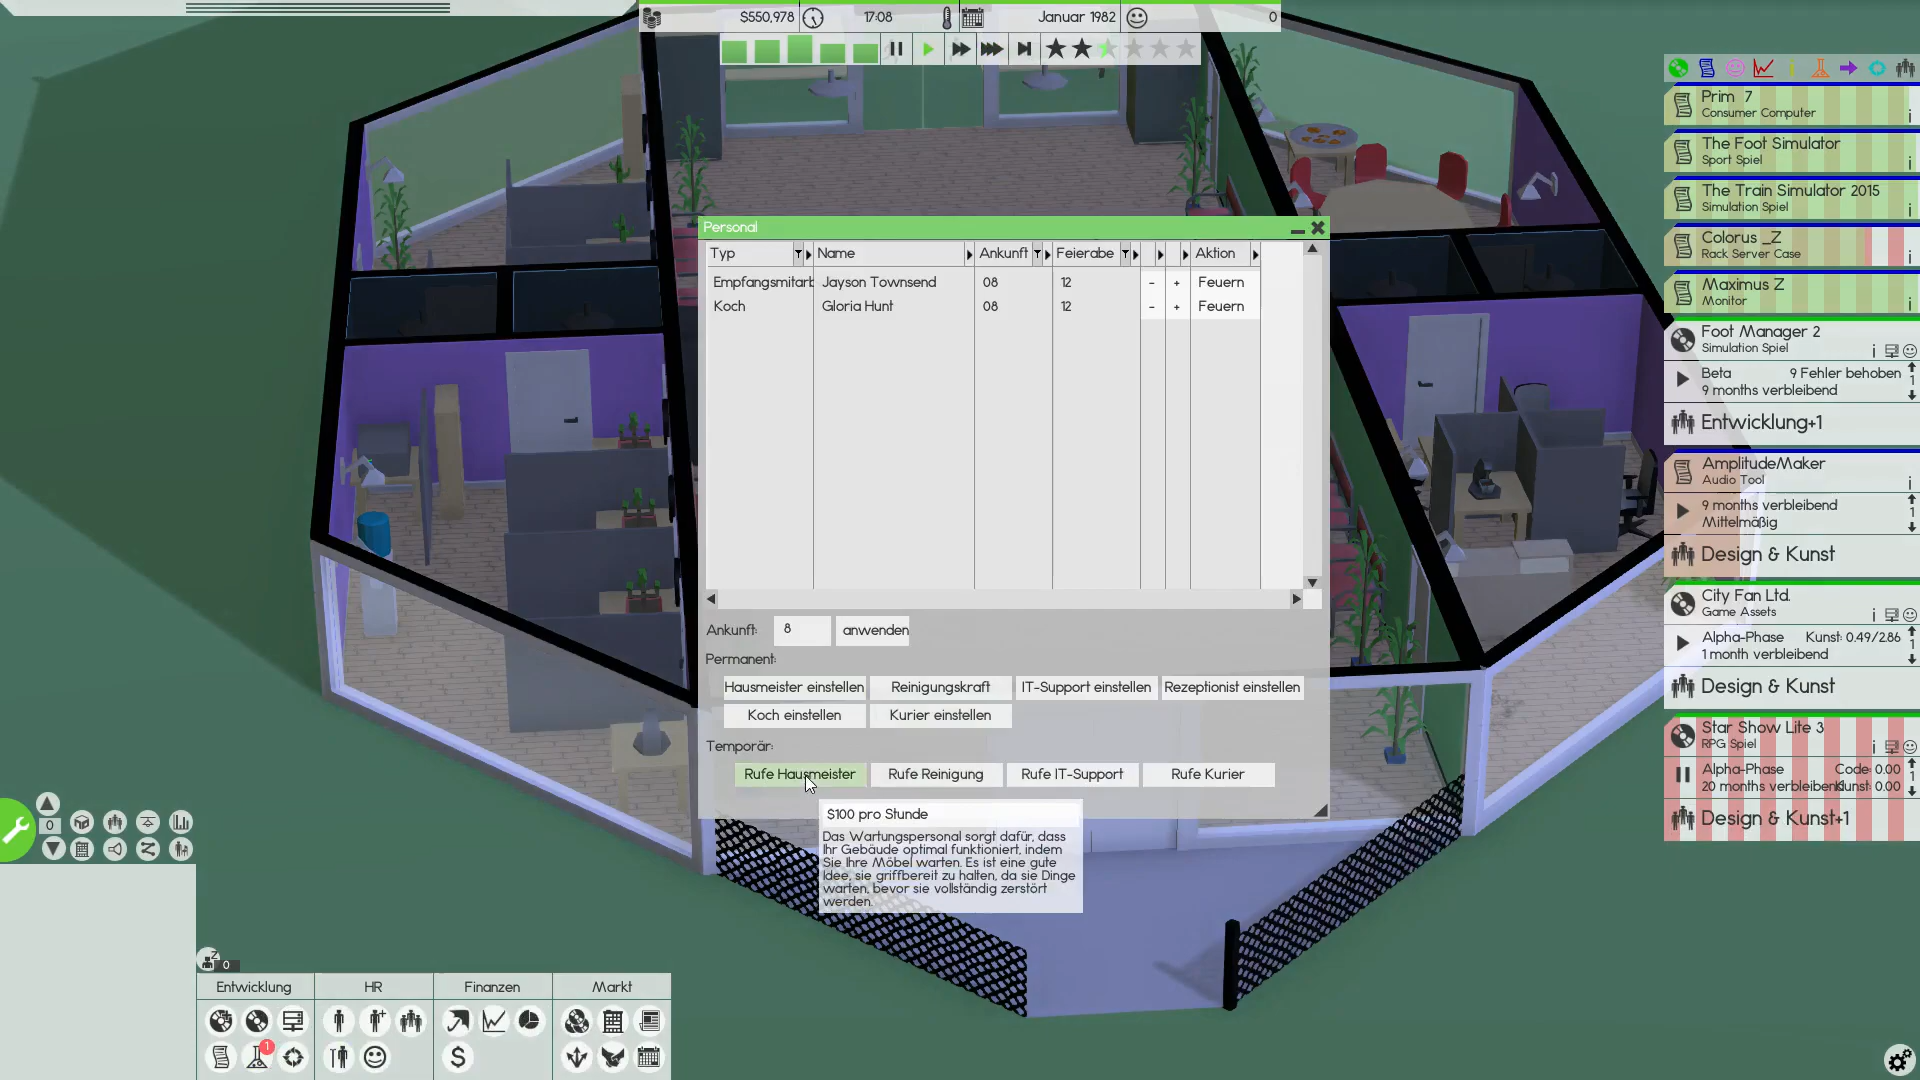 $550,978
17:08
Januar 1982
0
Prim 7
Consumer Computer
The Foot Simulator
Sport Spiel
The Train Simulator 2015
Simulation Spiel
Colorus _Z
Rack Server Case
Maximus Z
Monitor
Foot Manager 2
Simulation Spiel
Beta 9 Fehler behoben
9 months verbleibend
1
Entwicklung+1
AmplitudeMaker
Audio Tool
9 months verbleibend
Mittelmäßig
1
Design & Kunst
City Fan Ltd.
Game Assets
Alpha-Phase Kunst: 0.49/2.86
1 month verbleibend
1
Design & Kunst
Star Show Lite 3
RPG Spiel
Alpha-Phase Code: 0.00
20 months verbleibend Kunst: 0.00
1
Design & Kunst+1
Personal
Typ Name Ankunft Feierabe Aktion
Empfangsmitarb Jayson Townsend 08 12 - + Feuern
Koch Gloria Hunt 08 12 - + Feuern
Ankunft: 8 anwenden
Permanent:
Hausmeister einstellen Reinigungskraft IT-Support einstellen Rezeptionist einstellen
Koch einstellen Kurier einstellen
Temporär:
Rufe Hausmeister Rufe Reinigung Rufe IT-Support Rufe Kurier
$100 pro Stunde
Das Wartungspersonal sorgt dafür, dass
Ihr Gebäude optimal funktioniert, indem
Sie Ihre Möbel warten. Es ist eine gute
Idee, sie griffbereit zu halten, da sie Dinge
warten, bevor sie vollständig zerstört
werden.
0
z
0
Entwicklung HR Finanzen Markt
1